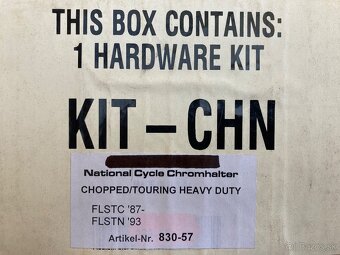 THIS BOX CONTAINS:
1 HARDWARE KIT
KIT – CHN
National Cycle Chromhalter
CHOPPED/TOURING HEAVY DUTY
FLSTC '87-
FLSTN '93
Artikel-Nr. 830-57